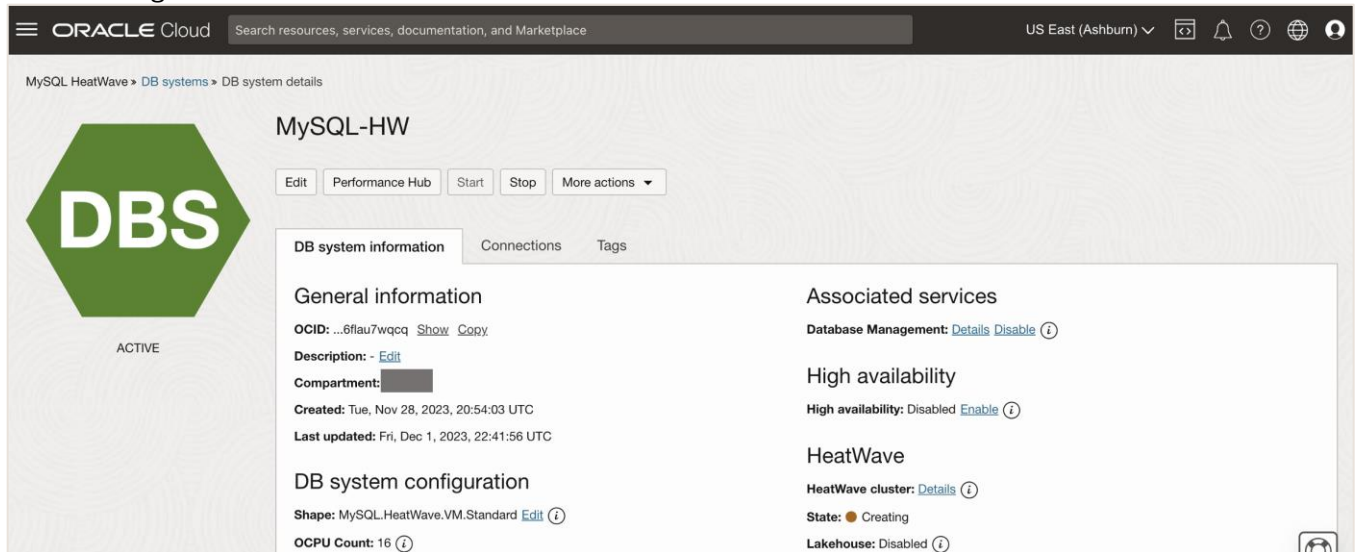 ORACLE Cloud
Search resources, services, documentation, and Marketplace
US East (Ashburn)
MySQL HeatWave » DB systems » DB system details
DBS
ACTIVE
MySQL-HW
Edit Performance Hub Start Stop More actions
DB system information Connections Tags
General information
OCID: ...6flau7wqcq Show Copy
Description: - Edit
Compartment:
Created: Tue, Nov 28, 2023, 20:54:03 UTC
Last updated: Fri, Dec 1, 2023, 22:41:56 UTC
DB system configuration
Shape: MySQL.HeatWave.VM.Standard Edit
OCPU Count: 16
Associated services
Database Management: Details Disable
High availability
High availability: Disabled Enable
HeatWave
HeatWave cluster: Details
State: Creating
Lakehouse: Disabled